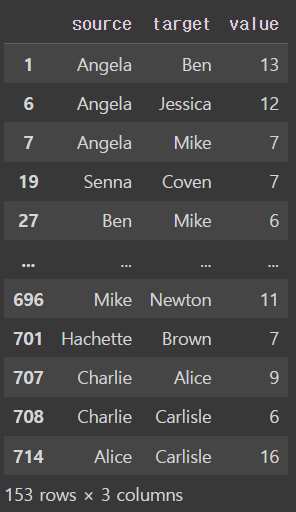 source target value
1 Angela Ben 13
6 Angela Jessica 12
7 Angela Mike 7
19 Senna Coven 7
27 Ben Mike 6
... ... ... ...
696 Mike Newton 11
701 Hachette Brown 7
707 Charlie Alice 9
708 Charlie Carlisle 6
714 Alice Carlisle 16
153 rows × 3 columns